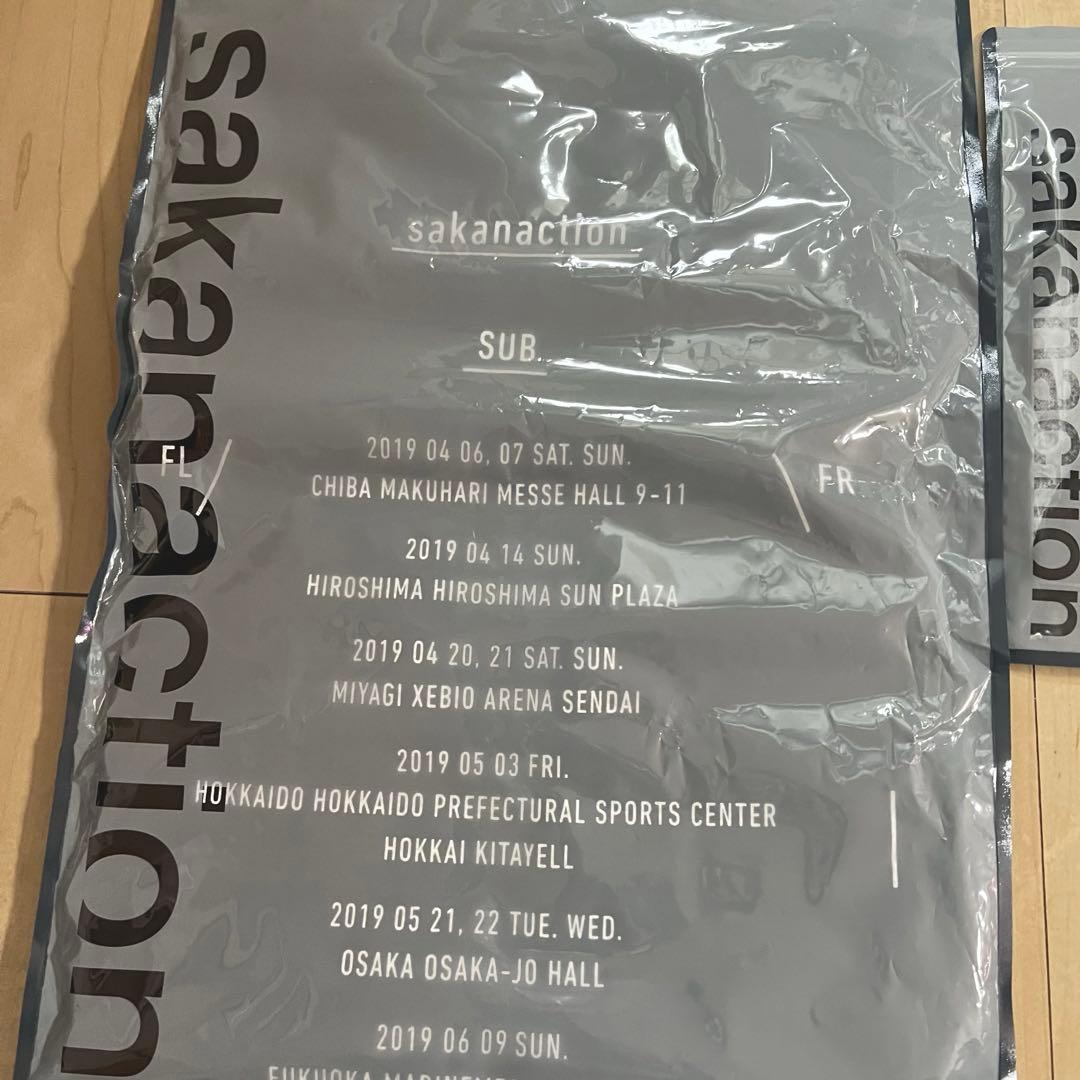 sakanaction
sakanaction
SUB
FL
FR
2019 04 06, 07 SAT. SUN.
CHIBA MAKUHARI MESSE HALL 9-11
2019 04 14 SUN.
HIROSHIMA HIROSHIMA SUN PLAZA
2019 04 20, 21 SAT. SUN.
MIYAGI XEBIO ARENA SENDAI
2019 05 03 FRI.
HOKKAIDO HOKKAIDO PREFECTURAL SPORTS CENTER
HOKKAI KITAYELL
2019 05 21, 22 TUE. WED.
OSAKA OSAKA-JO HALL
2019 06 09 SUN.
FUKUOKA
sakanaction